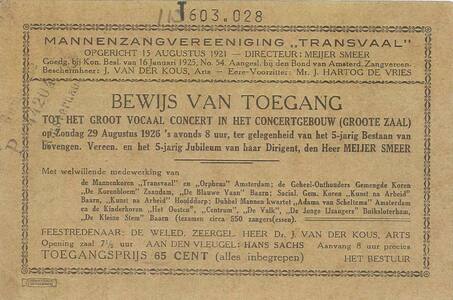 J603.028
MANNENZANGVEREENIGING „TRANSVAAL"
OPGERICHT 15 AUGUSTUS 1921 — DIRECTEUR: MEIJER SMEER
Goedg. bij Kon. Besl. van 16 Januari 1925, No. 54. Aangesl. bij den Bond van Amsterd. Zangvereen.
Beschermheer: J. VAN DER KOUS, Arts — Eere-Voorzitter: Mr. J. HARTOG DE VRIES
BEWIJS VAN TOEGANG
TOT HET GROOT VOCAAL CONCERT IN HET CONCERTGEBOUW (GROOTE ZAAL)
op Zondag 29 Augustus 1926 's avonds 8 uur, ter gelegenheid van het 5-jarig Bestaan van
bovengen. Vereen. en het 5-jarig Jubileum van haar Dirigent, den Heer MEIJER SMEER
Met welwillende medewerking van
de Mannenkoren „Transvaal" en „Orpheus" Amsterdam; de Geheel-Onthouders Gemengde Koren
„De Korenbloem" Zaandam, „De Blauwe Vaan" Baarn; Social. Gem. Koren „Kunst na Arbeid"
Baarn, „Kunst en Arbeid" Hoofddorp; Dubbel Mannen kwartet „Adama van Scheltema" Amsterdam
en de Kinderkoren „Het Oosten", „Centrum", „De Valk", „De Jonge IJzangers" Buiksloterham,
„De Kleine Stem" Baarn (tezamen circa 550 zangers(essen).
FEESTREDENAAR: DE WELED. ZEERGEL. HEER Dr. J. VAN DER KOUS, ARTS
Opening zaal 7½ uur AAN DEN VLEUGEL: HANS SACHS Aanvang 8 uur precies
TOEGANGSPRIJS 65 CENT (alles inbegrepen) HET BESTUUR